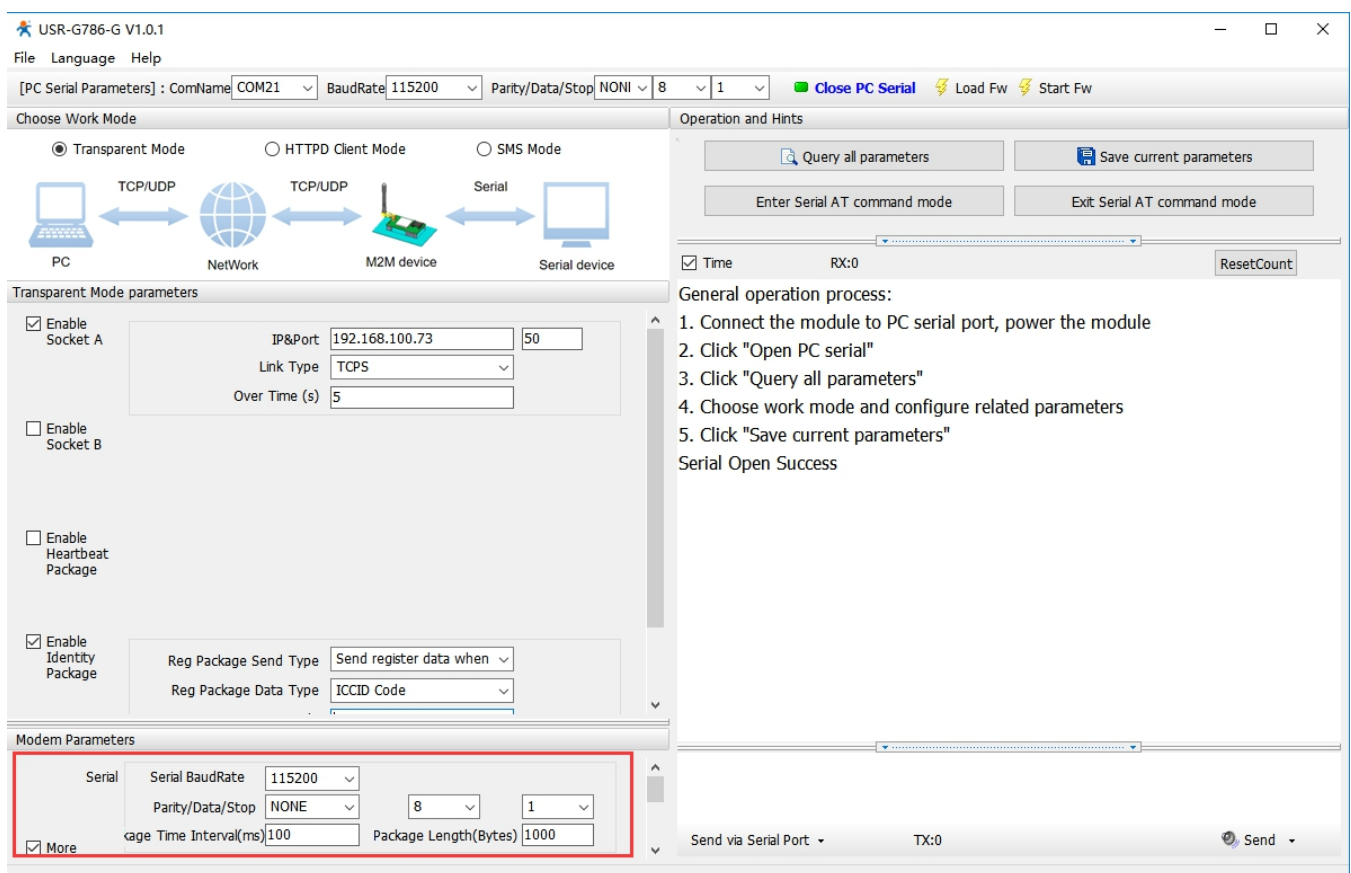 USR-G786-G V1.0.1
File Language Help
[PC Serial Parameters] : ComName COM21 BaudRate 115200 Parity/Data/Stop NONI 8 1 Close PC Serial Load Fw Start Fw
Choose Work Mode
Transparent Mode HTTPD Client Mode SMS Mode
TCP/UDP TCP/UDP Serial
PC NetWork M2M device Serial device
Transparent Mode parameters
Enable
Socket A
IP&Port 192.168.100.73 50
Link Type TCPS
Over Time (s) 5
Enable
Socket B
Enable
Heartbeat
Package
Enable
Identity
Package
Reg Package Send Type Send register data when
Reg Package Data Type ICCID Code
Modem Parameters
Serial Serial BaudRate 115200
Parity/Data/Stop NONE 8 1
kage Time Interval(ms) 100 Package Length(Bytes) 1000
More
Operation and Hints
Query all parameters Save current parameters
Enter Serial AT command mode Exit Serial AT command mode
Time RX:0 ResetCount
General operation process:
1. Connect the module to PC serial port, power the module
2. Click "Open PC serial"
3. Click "Query all parameters"
4. Choose work mode and configure related parameters
5. Click "Save current parameters"
Serial Open Success
Send via Serial Port TX:0 Send